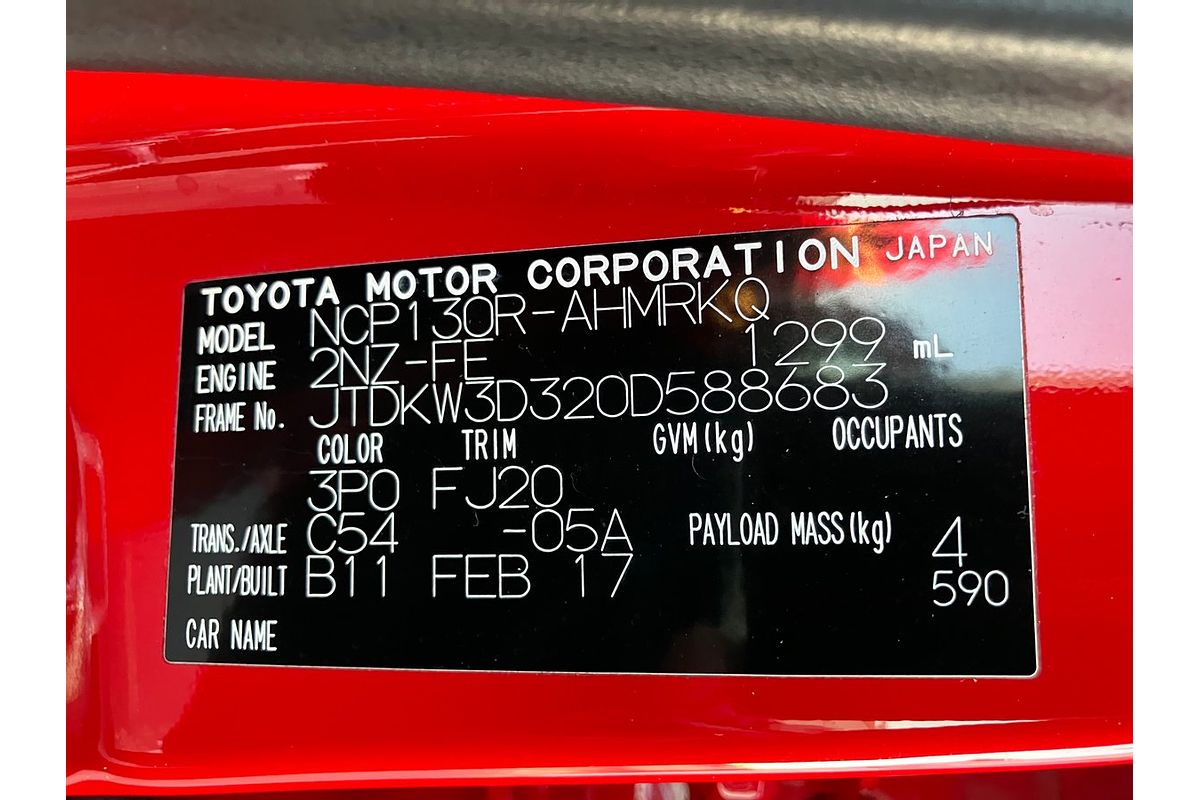 TOYOTA MOTOR CORPORATION JAPAN
MODEL NCP130R-AHMRKQ
ENGINE 2NZ-FE 1299 mL
FRAME No. JTDKW3D320D588683
COLOR TRIM GVM(kg) OCCUPANTS
3P0 FJ20
TRANS./AXLE C54 -05A PAYLOAD MASS(kg) 4
PLANT/BUILT B11 FEB 17 590
CAR NAME